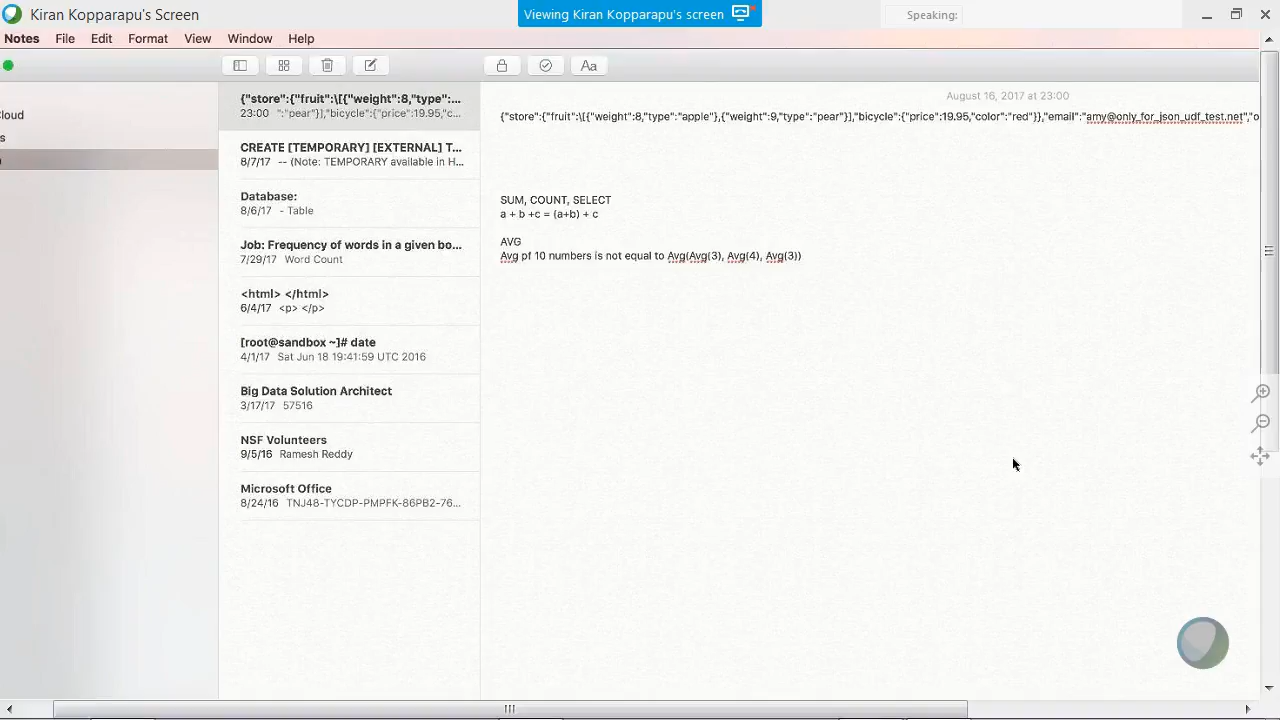 Kiran Kopparapu's Screen
Viewing Kiran Kopparapu's screen
Speaking:
Notes File Edit Format View Window Help
Aa
{"store":{"fruit":\[{"weight":8,"type":...
23:00 ":"pear"}],"bicycle":{"price":19.95,"c...
CREATE [TEMPORARY] [EXTERNAL] T...
8/7/17 -- (Note: TEMPORARY available in H...
Database:
8/6/17 - Table
Job: Frequency of words in a given bo...
7/29/17 Word Count
<html> </html>
6/4/17 <p> </p>
[root@sandbox ~]# date
4/1/17 Sat Jun 18 19:41:59 UTC 2016
Big Data Solution Architect
3/17/17 57516
NSF Volunteers
9/5/16 Ramesh Reddy
Microsoft Office
8/24/16 TNJ48-TYCDP-PMPFK-86PB2-76...
August 16, 2017 at 23:00
{"store":{"fruit":\[{"weight":8,"type":"apple"},{"weight":9,"type":"pear"}],"bicycle":{"price":19.95,"color":"red"}},"email":"amy@only_for_json_udf_test.net","o
SUM, COUNT, SELECT
a + b +c = (a+b) + c
AVG
Avg pf 10 numbers is not equal to Avg(Avg(3), Avg(4), Avg(3))